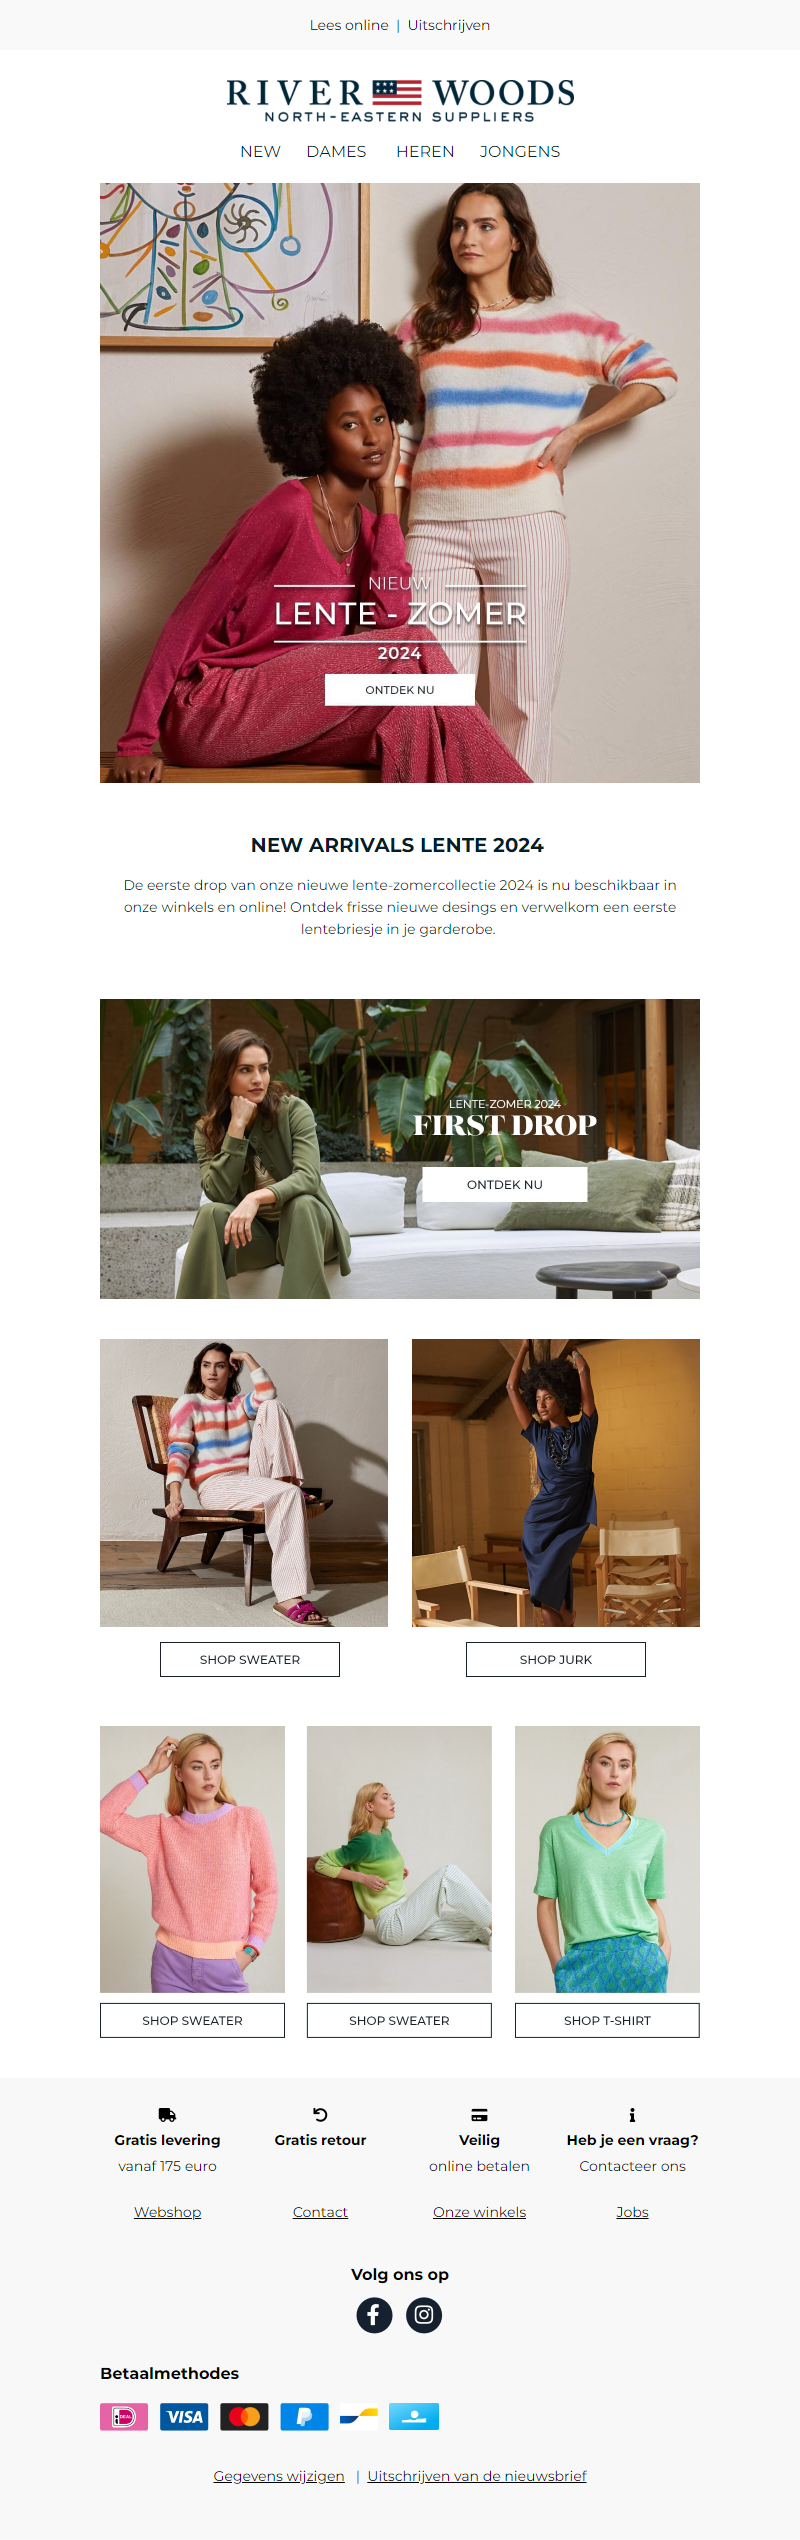 Lees online | Uitschrijven
RIVER WOODS
NORTH-EASTERN SUPPLIERS
NEW DAMES HEREN JONGENS
NIEUW
LENTE - ZOMER
2024
ONTDEK NU
NEW ARRIVALS LENTE 2024
De eerste drop van onze nieuwe lente-zomercollectie 2024 is nu beschikbaar in
onze winkels en online! Ontdek frisse nieuwe desings en verwelkom een eerste
lentebriesje in je garderobe.
LENTE-ZOMER 2024
FIRST DROP
ONTDEK NU
SHOP SWEATER SHOP JURK
SHOP SWEATER SHOP SWEATER SHOP T-SHIRT
Gratis levering Gratis retour Veilig Heb je een vraag?
vanaf 175 euro online betalen Contacteer ons
Webshop Contact Onze winkels Jobs
Volg ons op
Betaalmethodes
iDEAL VISA
Gegevens wijzigen | Uitschrijven van de nieuwsbrief